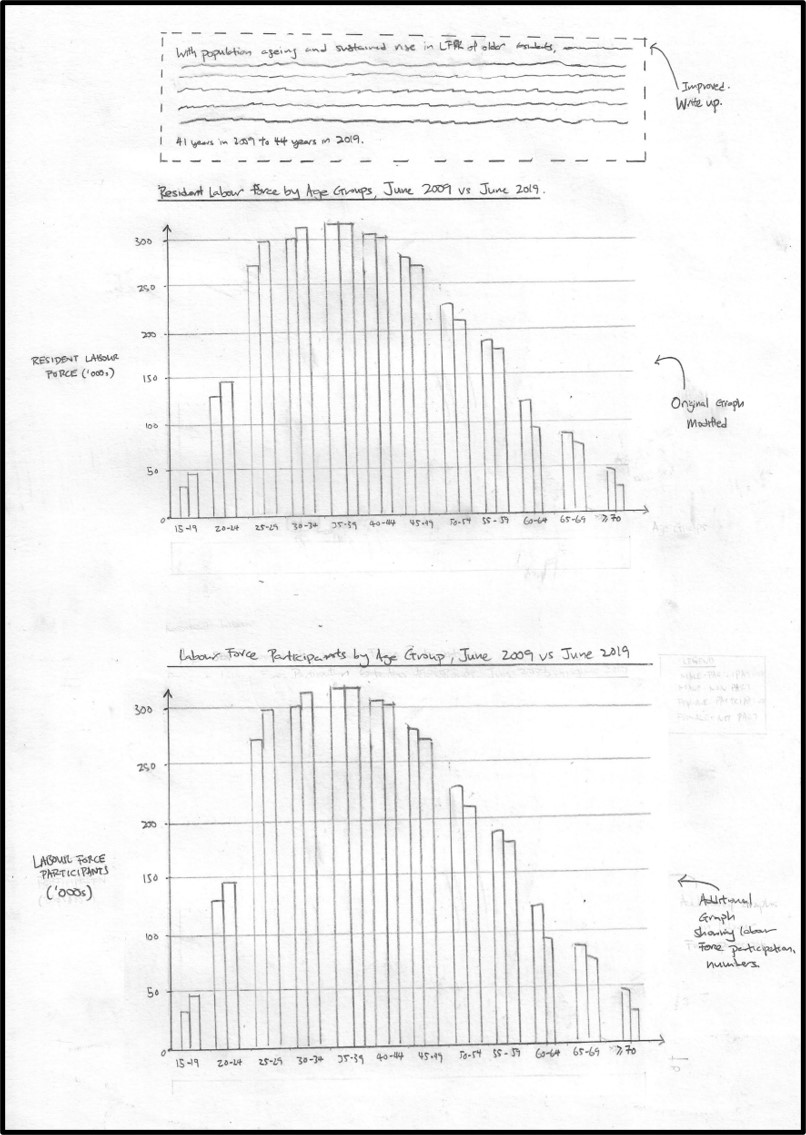 With population ageing and sustained rise in LFPR of older residents,
41 years in 2009 to 44 years in 2019.
Improved.
Write up.
Resident Labour Force by Age Groups, June 2009 vs June 2019.
300
250
200
150
100
50
0
RESIDENT LABOUR
FORCE ('000s)
Original Graph
Modified
15-19 20-24 25-29 30-34 35-39 40-44 45-49 50-54 55-59 60-64 65-69 ≥70
Labour Force Participants by Age Group, June 2009 vs June 2019
300
250
200
150
100
50
0
LABOUR FORCE
PARTICIPANTS
('000s)
Additional
Graph
showing labour
Force participation
numbers.
15-19 20-24 25-29 30-34 35-39 40-44 45-49 50-54 55-59 60-64 65-69 ≥70
LEGEND